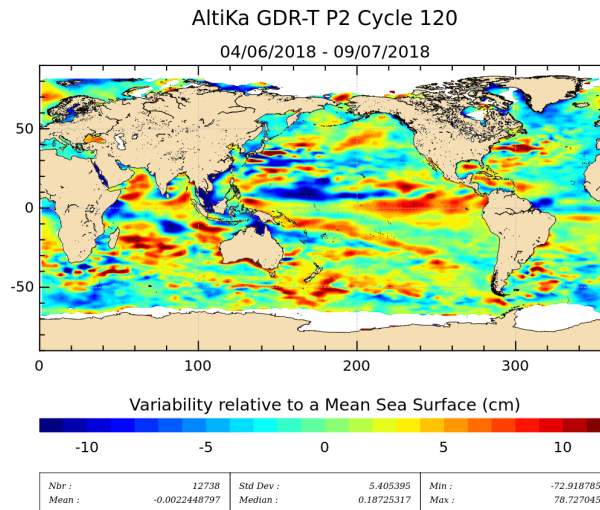 AltiKa GDR-T P2 Cycle 120
04/06/2018 - 09/07/2018
50
0
-50
0 100 200 300
Variability relative to a Mean Sea Surface (cm)
-10 -5 0 5 10
Nbr : 12738 Std Dev : 5.405395 Min : -72.918785
Mean : -0.0022448797 Median : 0.18725317 Max : 78.727045